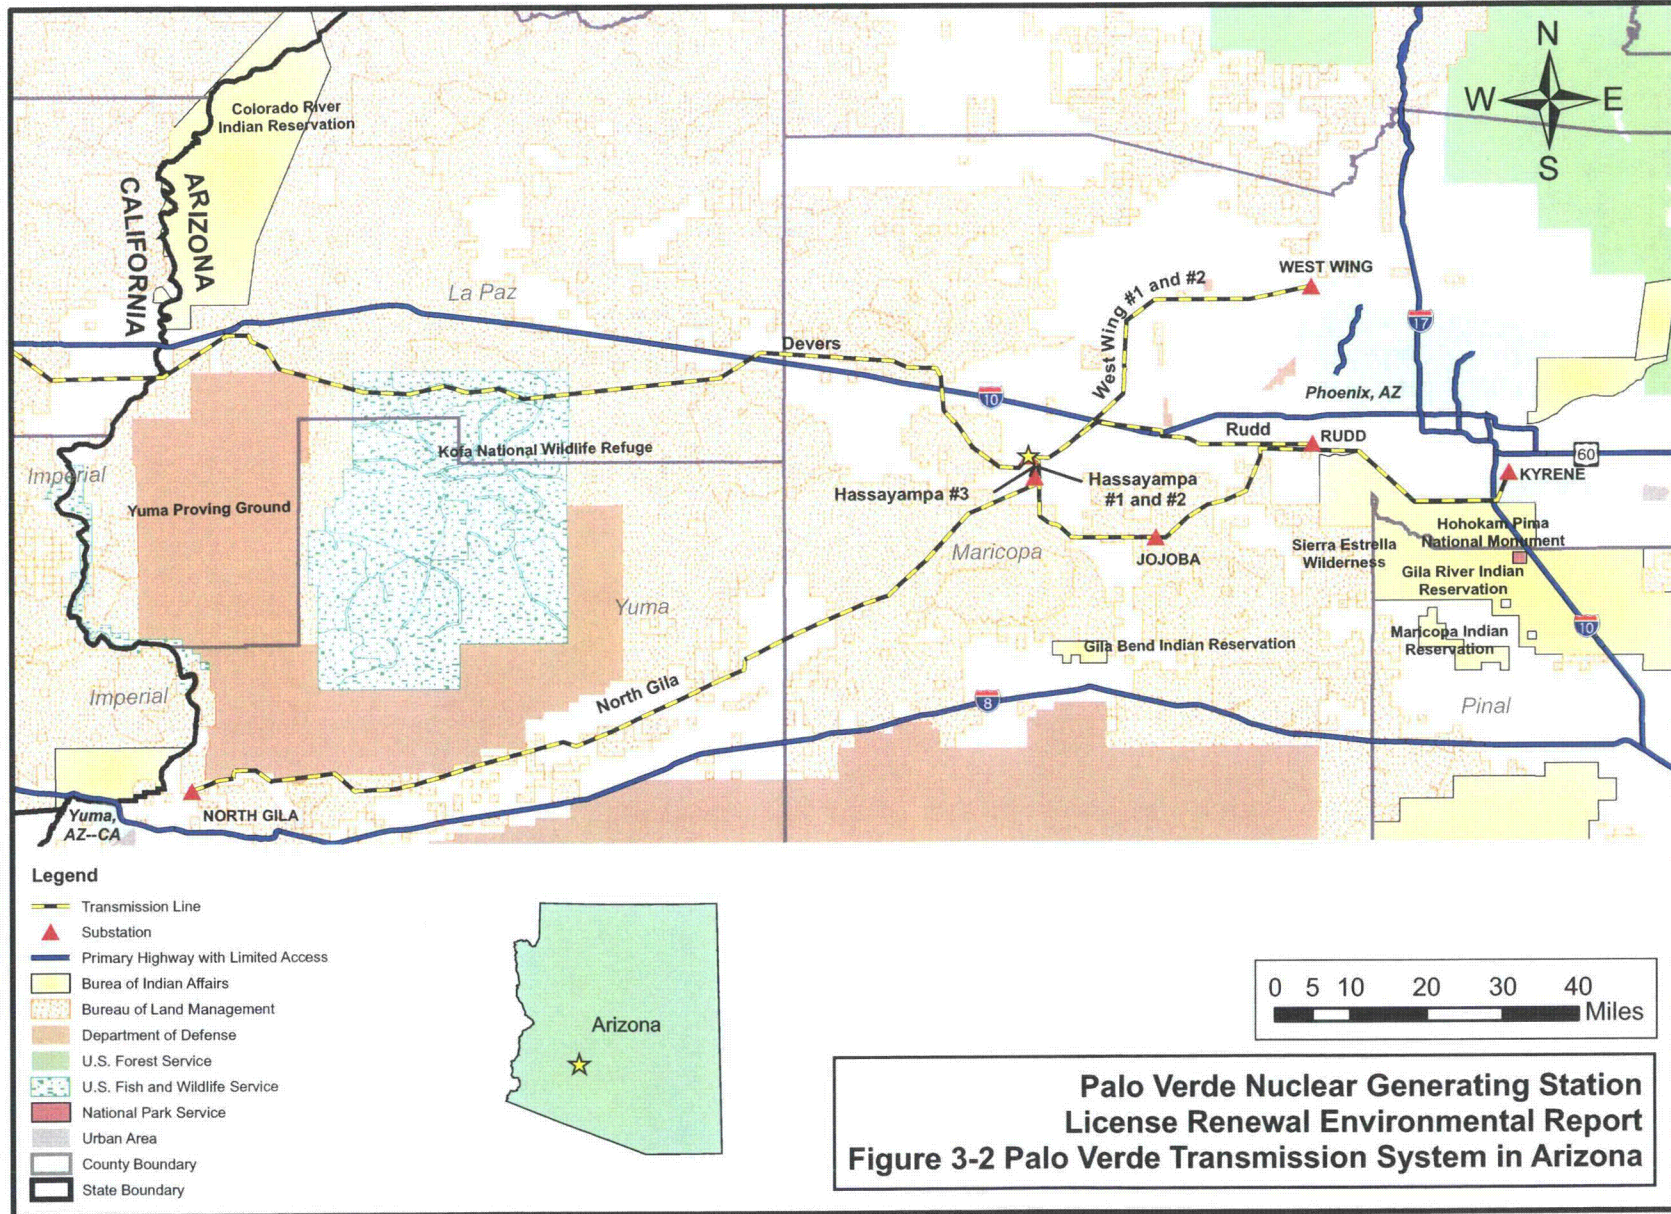 N
W
E
S
Colorado River
Indian Reservation
ARIZONA
CALIFORNIA
La Paz
WEST WING
West Wing #1 and #2
17
Devers
10
Phoenix, AZ
Rudd
RUDD
60
KYRENE
Kofa National Wildlife Refuge
Imperial
Yuma Proving Ground
Hassayampa #3
Hassayampa
#1 and #2
Maricopa
JOJOBA
Sierra Estrella
Wilderness
Hohokam Pima
National Monument
Gila River Indian
Reservation
Yuma
10
Maricopa Indian
Reservation
Gila Bend Indian Reservation
Imperial
North Gila
8
Pinal
NORTH GILA
Yuma,
AZ--CA
Legend
Transmission Line
Substation
Primary Highway with Limited Access
Burea of Indian Affairs
Bureau of Land Management
Department of Defense
U.S. Forest Service
U.S. Fish and Wildlife Service
National Park Service
Urban Area
County Boundary
State Boundary
Arizona
0 5 10 20 30 40
Miles
Palo Verde Nuclear Generating Station
License Renewal Environmental Report
Figure 3-2 Palo Verde Transmission System in Arizona